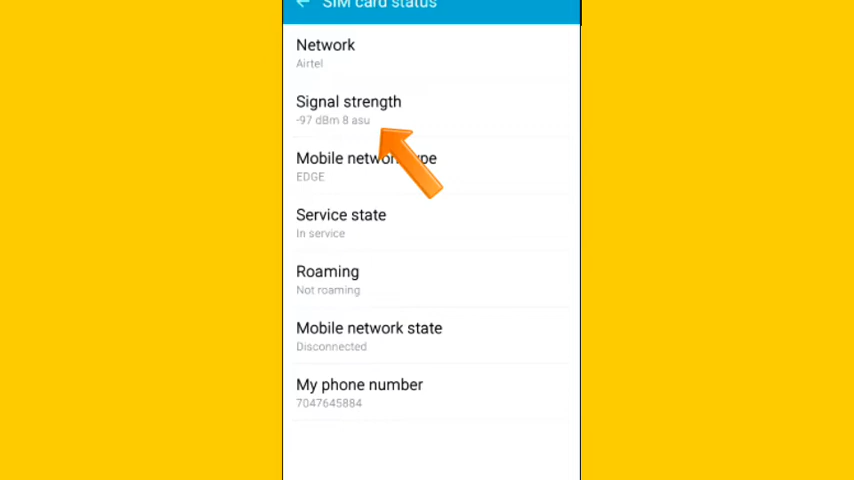 SIM card status
Network
Airtel
Signal strength
-97 dBm 8 asu
Mobile network type
EDGE
Service state
In service
Roaming
Not roaming
Mobile network state
Disconnected
My phone number
7047645884